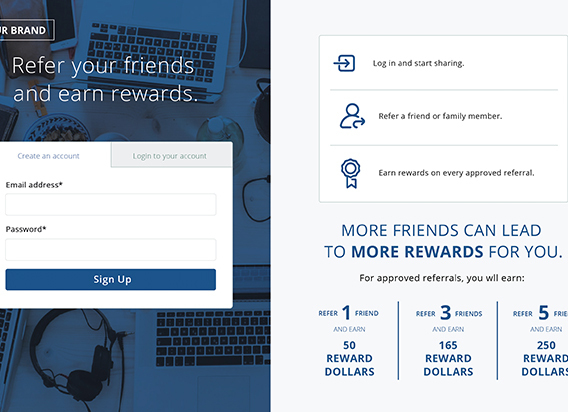 UR BRAND
Refer your friends
and earn rewards.
Create an account
Login to your account
Email address*
Password*
Sign Up
Log in and start sharing.
Refer a friend or family member.
Earn rewards on every approved referral.
MORE FRIENDS CAN LEAD
TO MORE REWARDS FOR YOU.
For approved referrals, you wll earn:
REFER 1 FRIEND
AND EARN
50
REWARD
DOLLARS
REFER 3 FRIENDS
AND EARN
165
REWARD
DOLLARS
REFER 5 FRIE
AND EARN
250
REWARD
DOLLARS